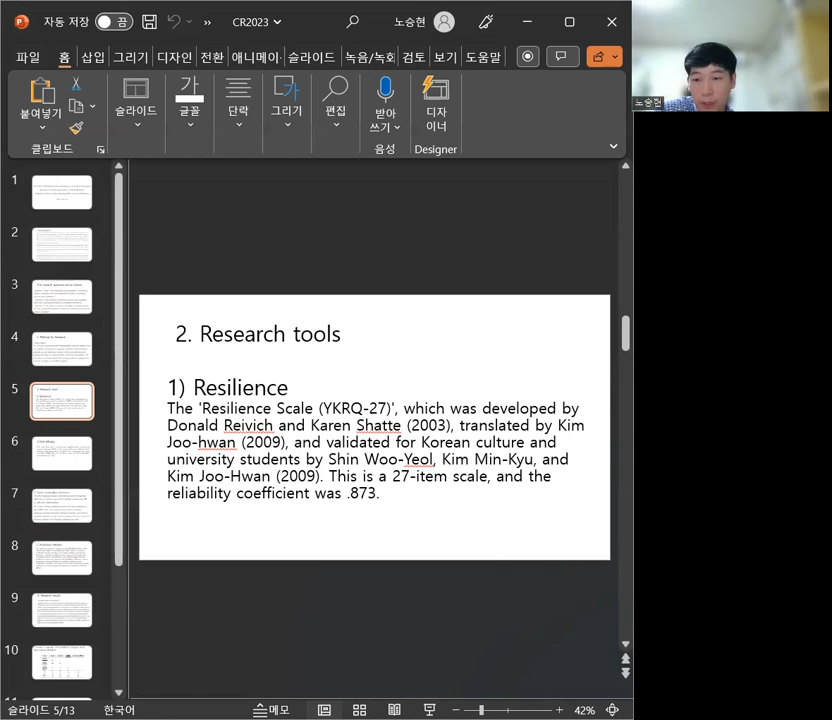 자동 저장
끔
CR2023
노승현
파일
홈
삽입
그리기
디자인
전환
애니메이
슬라이드
녹음/녹화
검토
보기
도움말
붙여넣기
슬라이드
글꼴
단락
그리기
편집
받아
쓰기
디자
이너
클립보드
음성
Designer
노승현
1
2
3
4
5
6
7
8
9
10
2. Research tools
1) Resilience
The 'Resilience Scale (YKRQ-27)', which was developed by
Donald Reivich and Karen Shatte (2003), translated by Kim
Joo-hwan (2009), and validated for Korean culture and
university students by Shin Woo-Yeol, Kim Min-Kyu, and
Kim Joo-Hwan (2009). This is a 27-item scale, and the
reliability coefficient was .873.
슬라이드 5/13
한국어
메모
42%